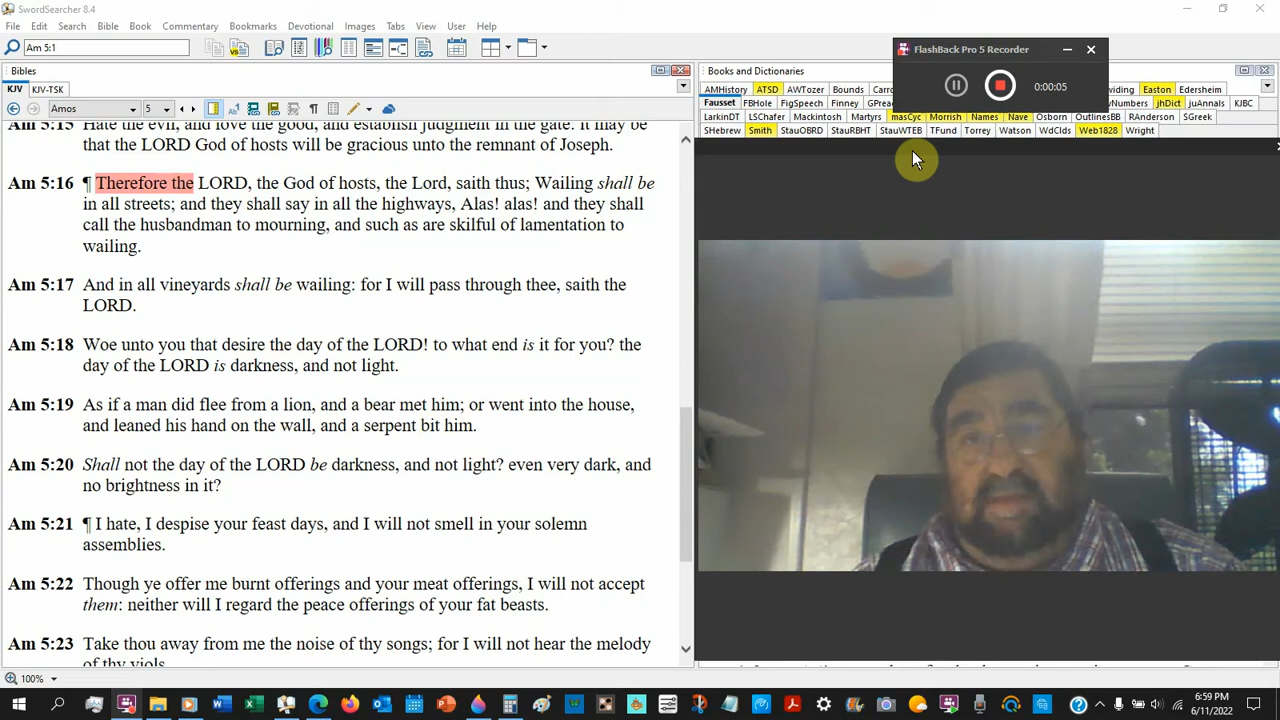 SwordSearcher 8.4
File Edit Search Bible Book Commentary Bookmarks Devotional Images Tabs View User Help
Am 5:1
Bibles
KJV KJV-TSK
Amos 5
Am 5:15 Hate the evil, and love the good, and establish judgment in the gate: it may be
that the LORD God of hosts will be gracious unto the remnant of Joseph.
Am 5:16 ¶ Therefore the LORD, the God of hosts, the Lord, saith thus; Wailing shall be
in all streets; and they shall say in all the highways, Alas! alas! and they shall
call the husbandman to mourning, and such as are skilful of lamentation to
wailing.
Am 5:17 And in all vineyards shall be wailing: for I will pass through thee, saith the
LORD.
Am 5:18 Woe unto you that desire the day of the LORD! to what end is it for you? the
day of the LORD is darkness, and not light.
Am 5:19 As if a man did flee from a lion, and a bear met him; or went into the house,
and leaned his hand on the wall, and a serpent bit him.
Am 5:20 Shall not the day of the LORD be darkness, and not light? even very dark, and
no brightness in it?
Am 5:21 ¶ I hate, I despise your feast days, and I will not smell in your solemn
assemblies.
Am 5:22 Though ye offer me burnt offerings and your meat offerings, I will not accept
them: neither will I regard the peace offerings of your fat beasts.
Am 5:23 Take thou away from me the noise of thy songs; for I will not hear the melody
of thy viols.
100%
FlashBack Pro 5 Recorder
0:00:05
Books and Dictionaries
AMHistory ATSD AWTozer Bounds Easton Edersheim
Fausset FBHole FigSpeech Finney jhDict juAnnals KJBC
LarkinDT LSChafer Mackintosh Martyrs masCyc Morrish Names Nave Osborn OutlinesBB RAnderson SGreek
SHebrew Smith StauOBRD StauRBHT StauWTEB TFund Torrey Watson WdClds Web1828 Wright
6:59 PM
6/11/2022